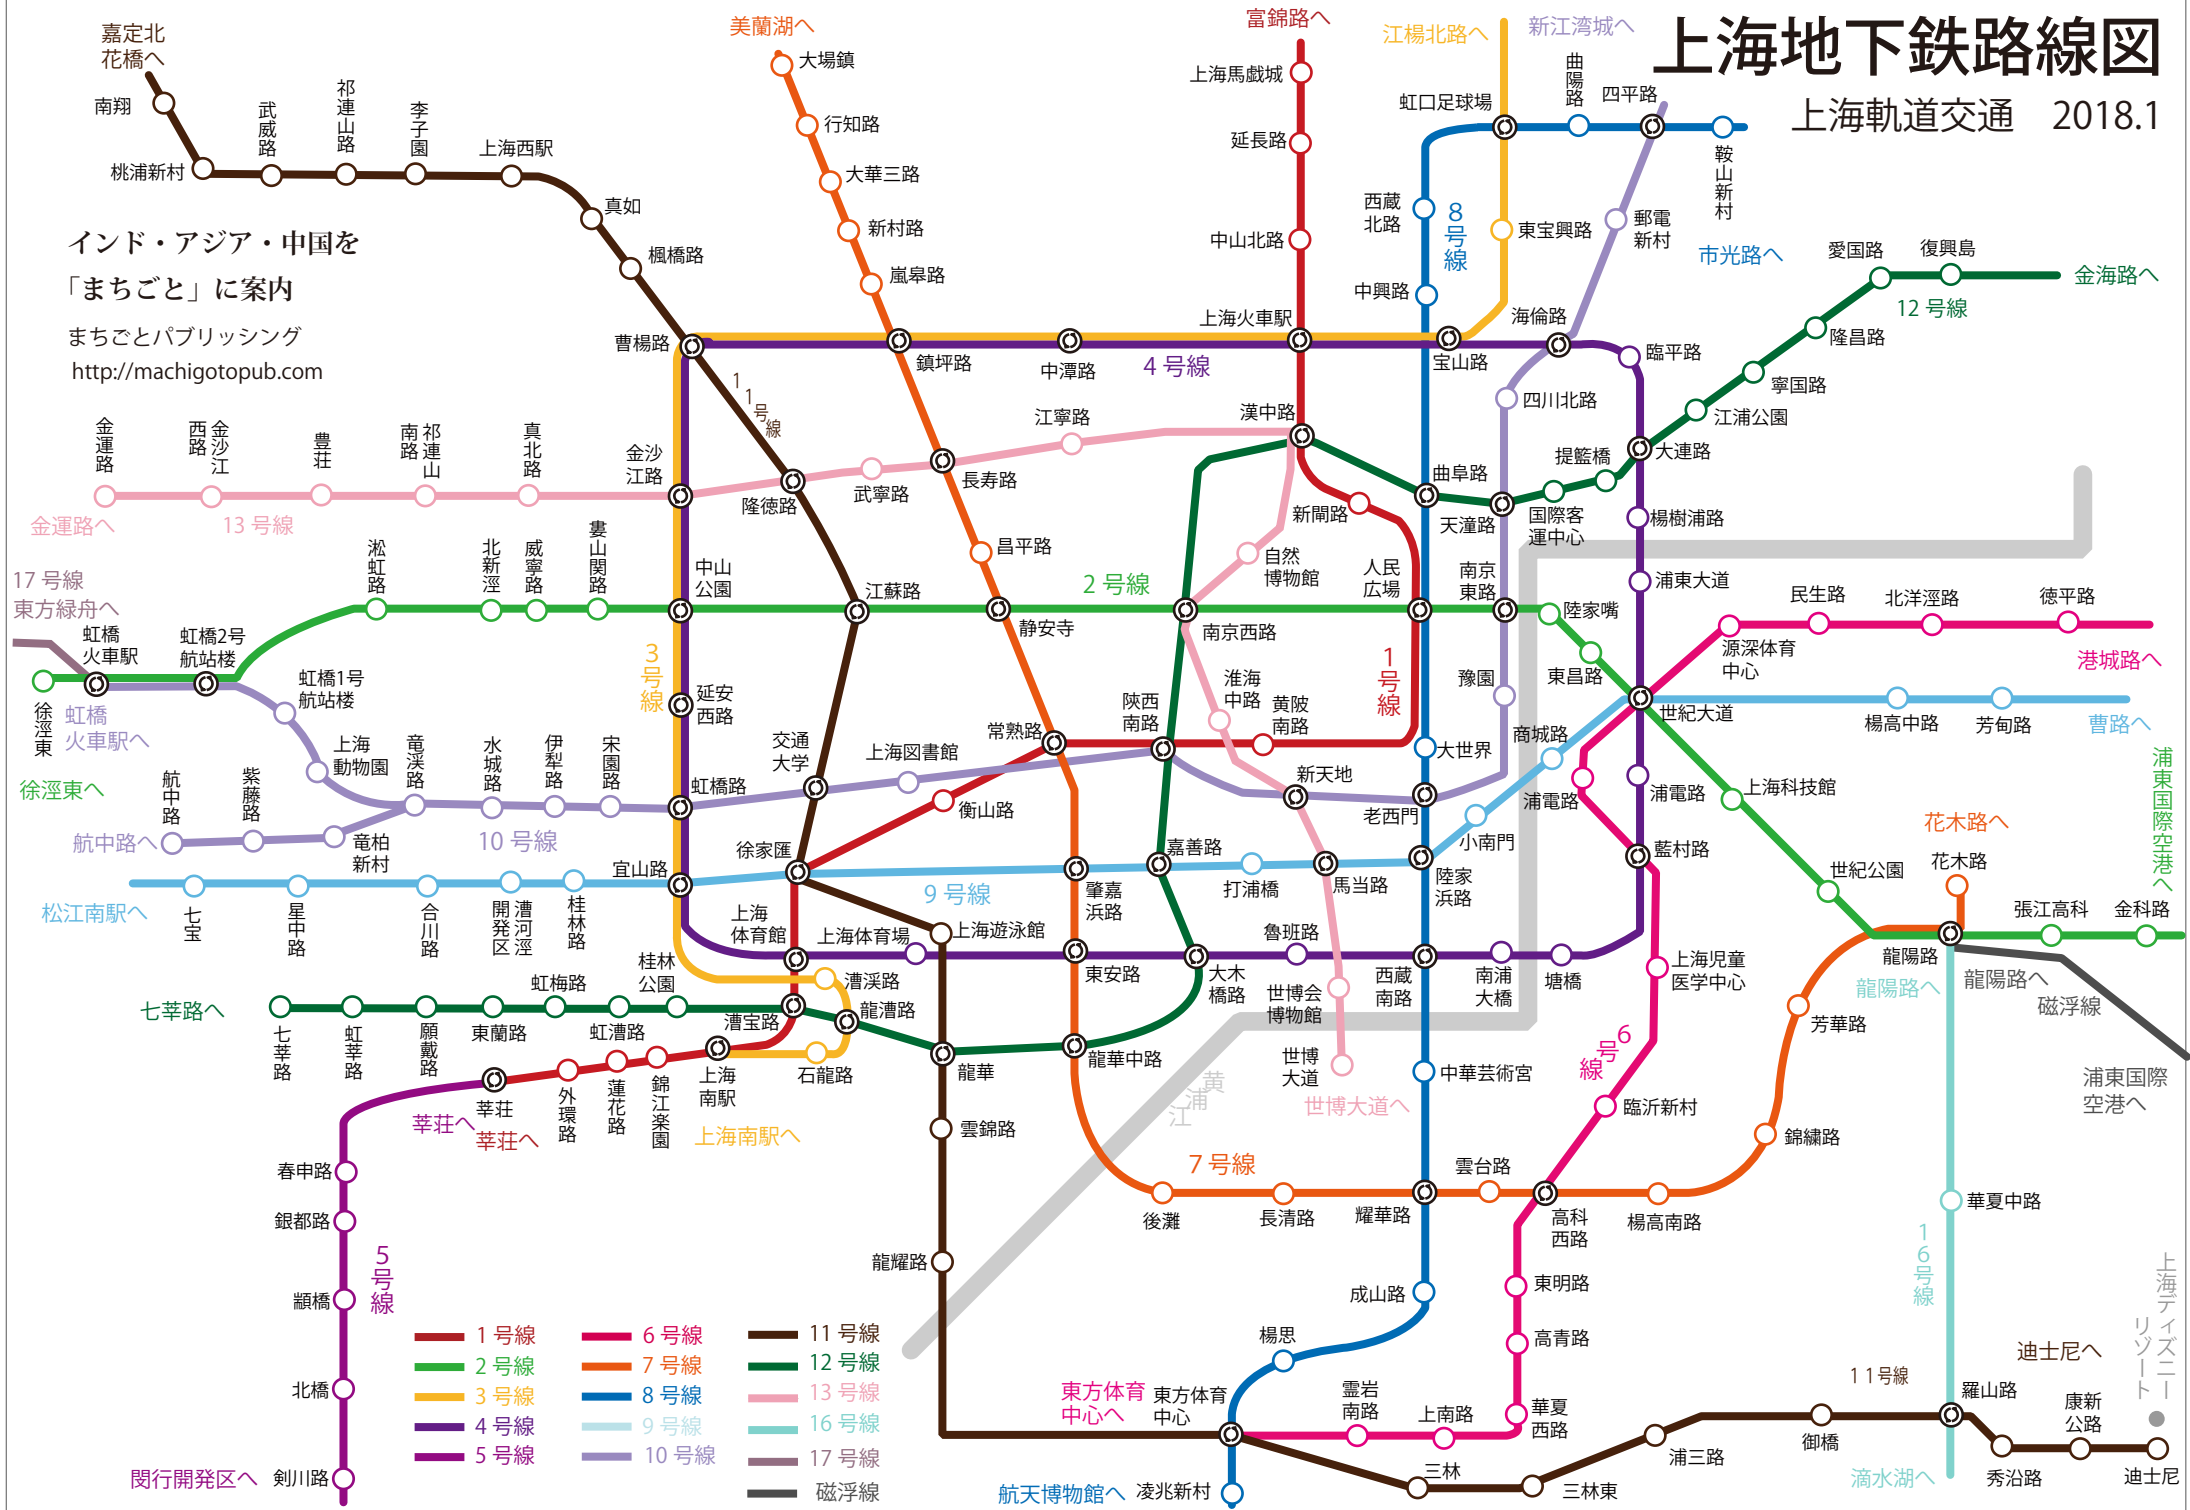 上海地下鉄路線図
上海軌道交通　2018.1
嘉定北
花橋へ
南翔
桃浦新村
武威路
祁連山路
李子園
上海西駅
真如
楓橋路
曹楊路
インド・アジア・中国を
「まちごと」に案内
まちごとパブリッシング
http://machigotopub.com
美蘭湖へ
大場鎮
行知路
大華三路
新村路
嵐皋路
鎮坪路
中潭路
4 号線
富錦路へ
上海馬戯城
延長路
中山北路
上海火車駅
江楊北路へ
虹口足球場
新江湾城へ
曲陽路
四平路
鞍山新村
西蔵
北路
8号線
東宝興路
郵電
新村
市光路へ
中興路
宝山路
海倫路
臨平路
四川北路
愛国路
復興島
金海路へ
12 号線
隆昌路
寧国路
江浦公園
大連路
提籃橋
国際客
運中心
天潼路
曲阜路
漢中路
江寧路
長寿路
武寧路
隆徳路
11号線
金沙
江路
真北路
祁連山
南路
豊荘
金沙江
西路
金運路
金運路へ
13 号線
新閘路
自然
博物館
昌平路
楊樹浦路
浦東大道
17 号線
東方緑舟へ
虹橋
火車駅
虹橋2号
航站楼
淞虹路
北新涇
威寧路
婁山関路
中山
公園
江蘇路
静安寺
2 号線
南京西路
人民
広場
南京
東路
陸家嘴
東昌路
世紀大道
源深体育
中心
民生路
北洋涇路
徳平路
港城路へ
楊高中路
芳甸路
曹路へ
徐涇東
徐涇東へ
虹橋
火車駅へ
虹橋1号
航站楼
上海
動物園
竜渓路
水城路
伊犁路
宋園路
虹橋路
3号線
延安
西路
交通
大学
上海図書館
常熟路
陝西
南路
淮海
中路
黄陂
南路
1号線
豫園
大世界
商城路
浦電路
浦電路
上海科技館
浦東国際空港へ
航中路
紫藤路
航中路へ
竜柏
新村
10 号線
衡山路
新天地
老西門
小南門
藍村路
世紀公園
花木路へ
花木路
張江高科
金科路
龍陽路
龍陽路へ
龍陽路へ
磁浮線
浦東国際
空港へ
松江南駅へ
七宝
星中路
合川路
漕河涇
開発区
桂林路
宜山路
徐家匯
9 号線
肇嘉
浜路
嘉善路
打浦橋
馬当路
陸家
浜路
上海
体育館
上海体育場
上海遊泳館
東安路
大木
橋路
魯班路
西蔵
南路
南浦
大橋
塘橋
上海児童
医学中心
芳華路
錦繍路
七莘路へ
七莘路
虹莘路
顧戴路
東蘭路
虹梅路
虹漕路
桂林
公園
漕宝路
漕渓路
龍漕路
石龍路
龍華
龍華中路
世博会
博物館
世博
大道
世博大道へ
中華芸術宮
6号線
臨沂新村
黄浦江
莘荘へ
莘荘へ
莘荘
外環路
蓮花路
錦江楽園
上海
南駅
上海南駅へ
春申路
銀都路
顓橋
北橋
剣川路
閔行開発区へ
5号線
雲錦路
龍耀路
7 号線
後灘
長清路
耀華路
雲台路
高科
西路
楊高南路
華夏中路
16号線
成山路
楊思
東明路
高青路
華夏
西路
上南路
霊岩
南路
東方体育
中心へ
東方体育
中心
航天博物館へ
凌兆新村
三林
三林東
浦三路
御橋
11号線
羅山路
迪士尼へ
康新
公路
秀沿路
迪士尼
滴水湖へ
上海ディズニー
リゾート
1 号線
2 号線
3 号線
4 号線
5 号線
6 号線
7 号線
8 号線
9 号線
10 号線
11 号線
12 号線
13 号線
16 号線
17 号線
磁浮線